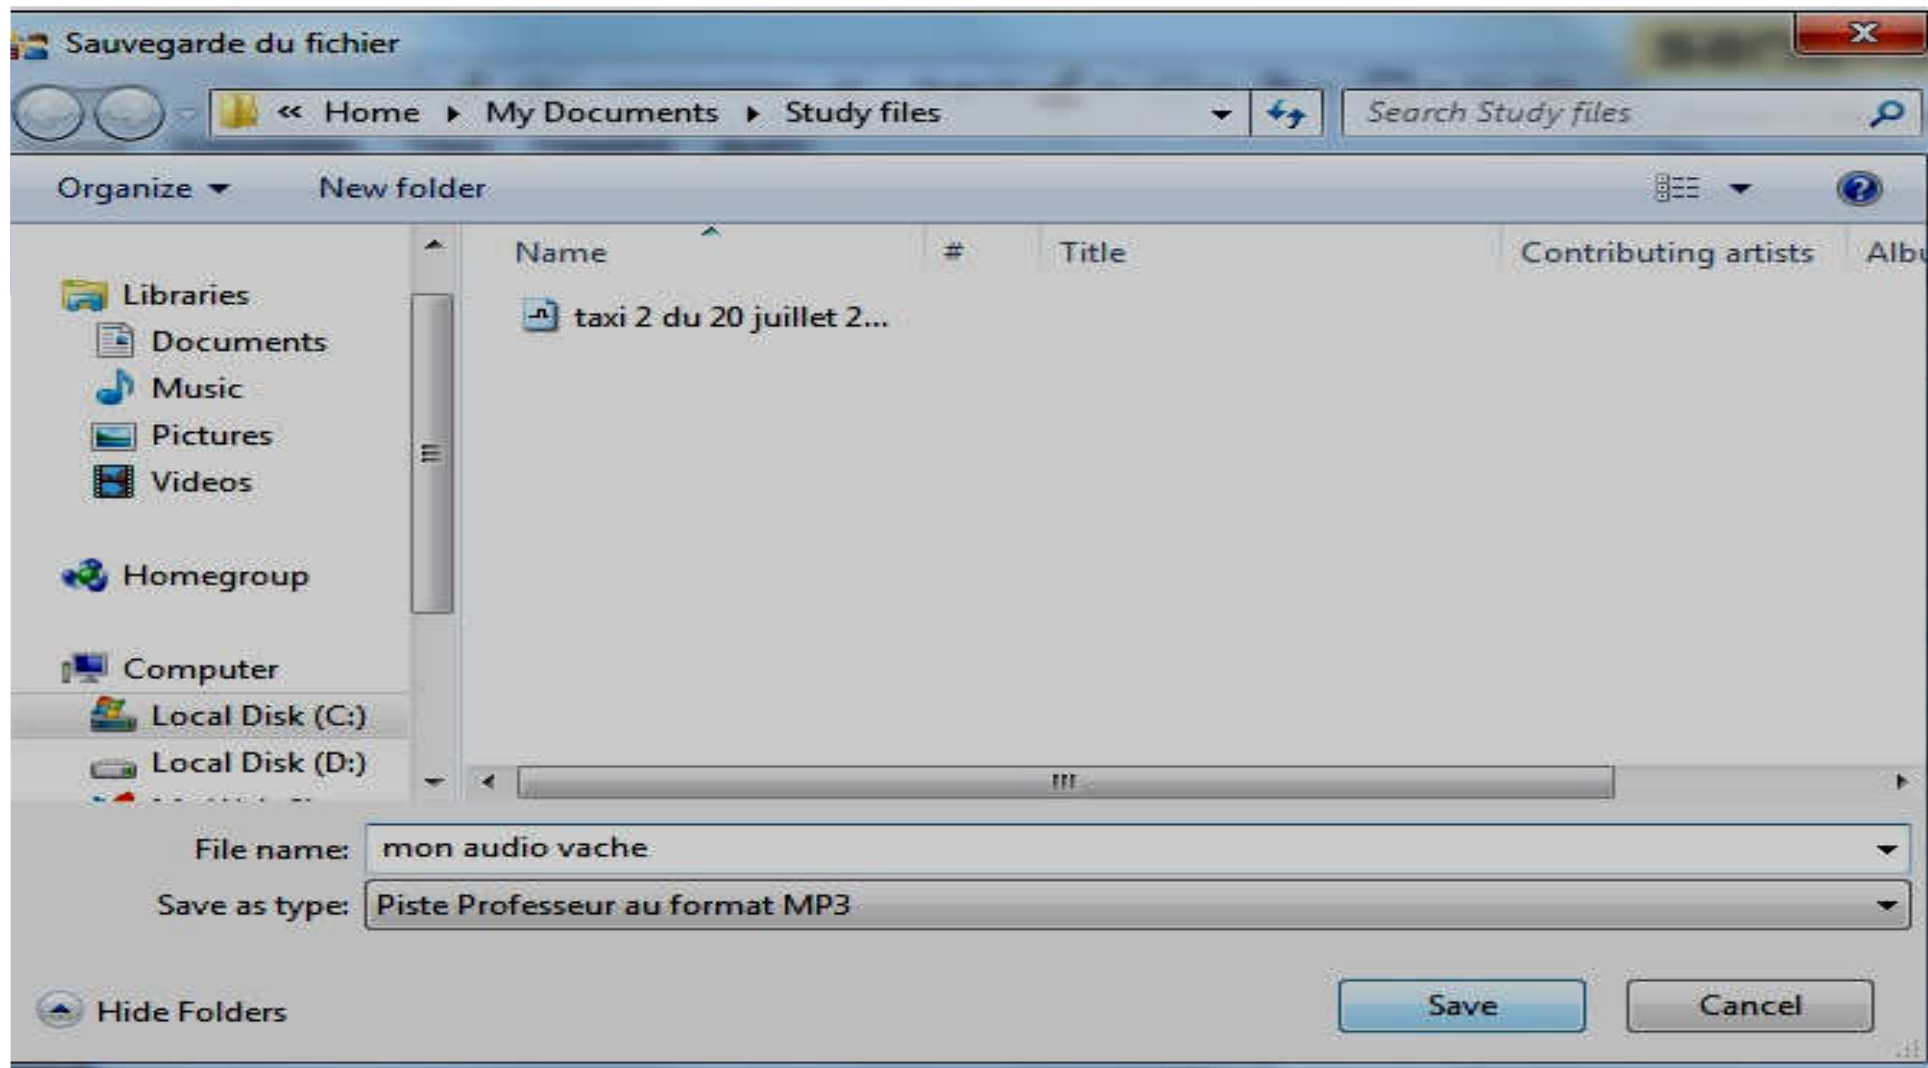 Sauvegarde du fichier
« Home ▸ My Documents ▸ Study files
Search Study files
Organize
New folder
Name # Title Contributing artists Albu
taxi 2 du 20 juillet 2...
Libraries
Documents
Music
Pictures
Videos
Homegroup
Computer
Local Disk (C:)
Local Disk (D:)
File name: mon audio vache
Save as type: Piste Professeur au format MP3
Hide Folders
Save
Cancel